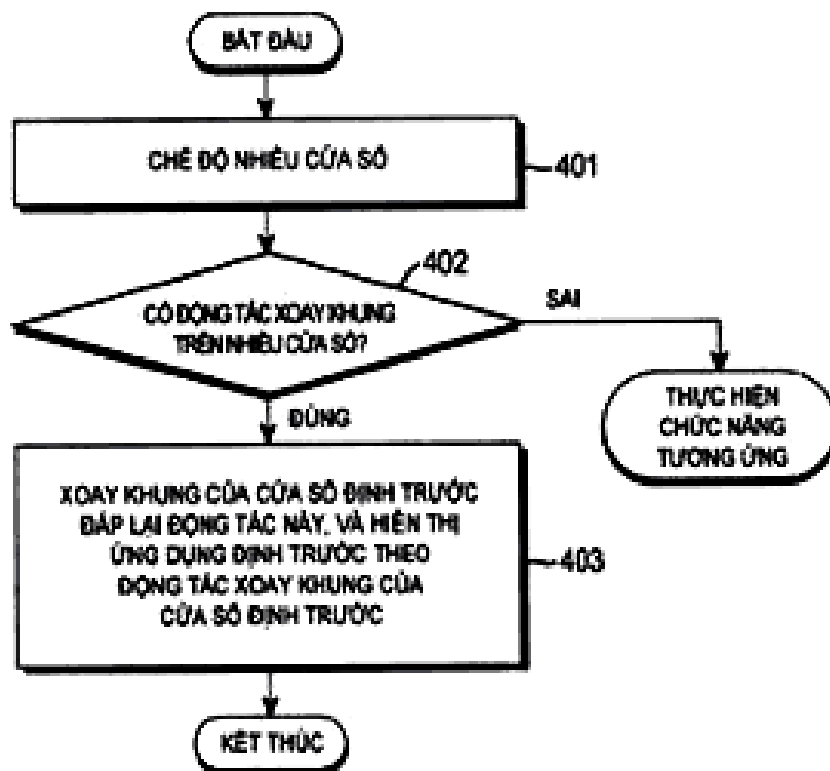 BẮT ĐẦU
CHẾ ĐỘ NHIỀU CỬA SỔ
401
402
CÓ ĐỘNG TÁC XOAY KHUNG
TRÊN NHIỀU CỬA SỔ?
SAI
ĐÚNG
THỰC HIỆN
CHỨC NĂNG
TƯƠNG ỨNG
XOAY KHUNG CỦA CỬA SỔ ĐỊNH TRƯỚC
ĐÁP LẠI ĐỘNG TÁC NÀY, VÀ HIỂN THỊ
ỨNG DỤNG ĐỊNH TRƯỚC THEO
ĐỘNG TÁC XOAY KHUNG CỦA
CỬA SỔ ĐỊNH TRƯỚC
403
KẾT THÚC